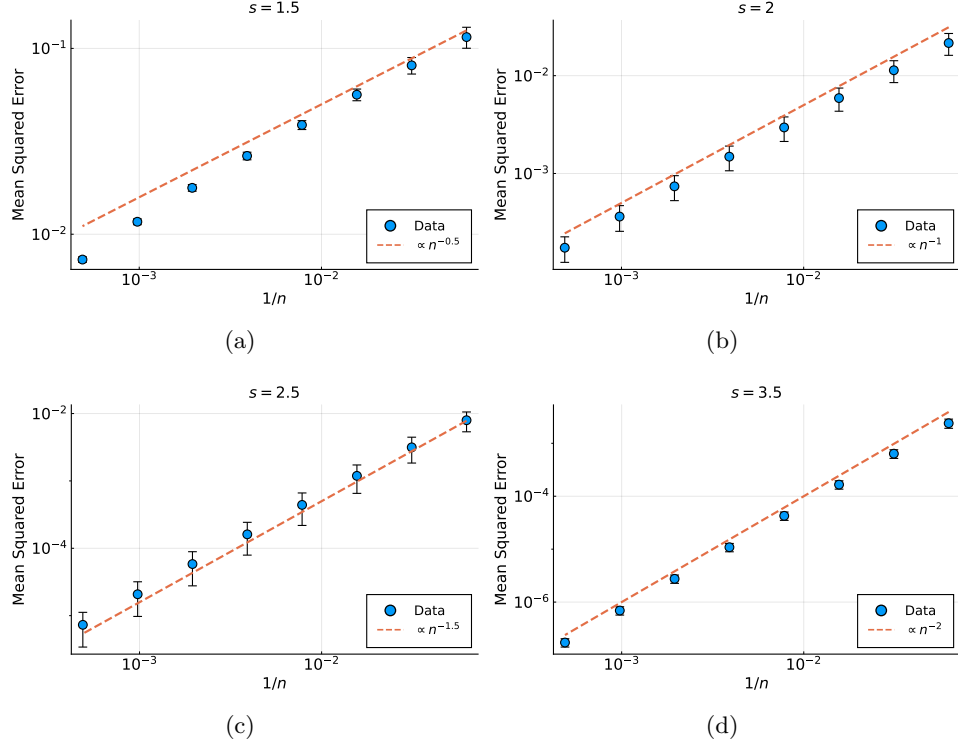 s = 1.5
Mean Squared Error
10⁻¹
10⁻²
10⁻³
10⁻²
1/n
Data
∝ n⁻⁰·⁵
(a)
s = 2
Mean Squared Error
10⁻²
10⁻³
10⁻³
10⁻²
1/n
Data
∝ n⁻¹
(b)
s = 2.5
Mean Squared Error
10⁻²
10⁻⁴
10⁻³
10⁻²
1/n
Data
∝ n⁻¹·⁵
(c)
s = 3.5
Mean Squared Error
10⁻⁴
10⁻⁶
10⁻³
10⁻²
1/n
Data
∝ n⁻²
(d)